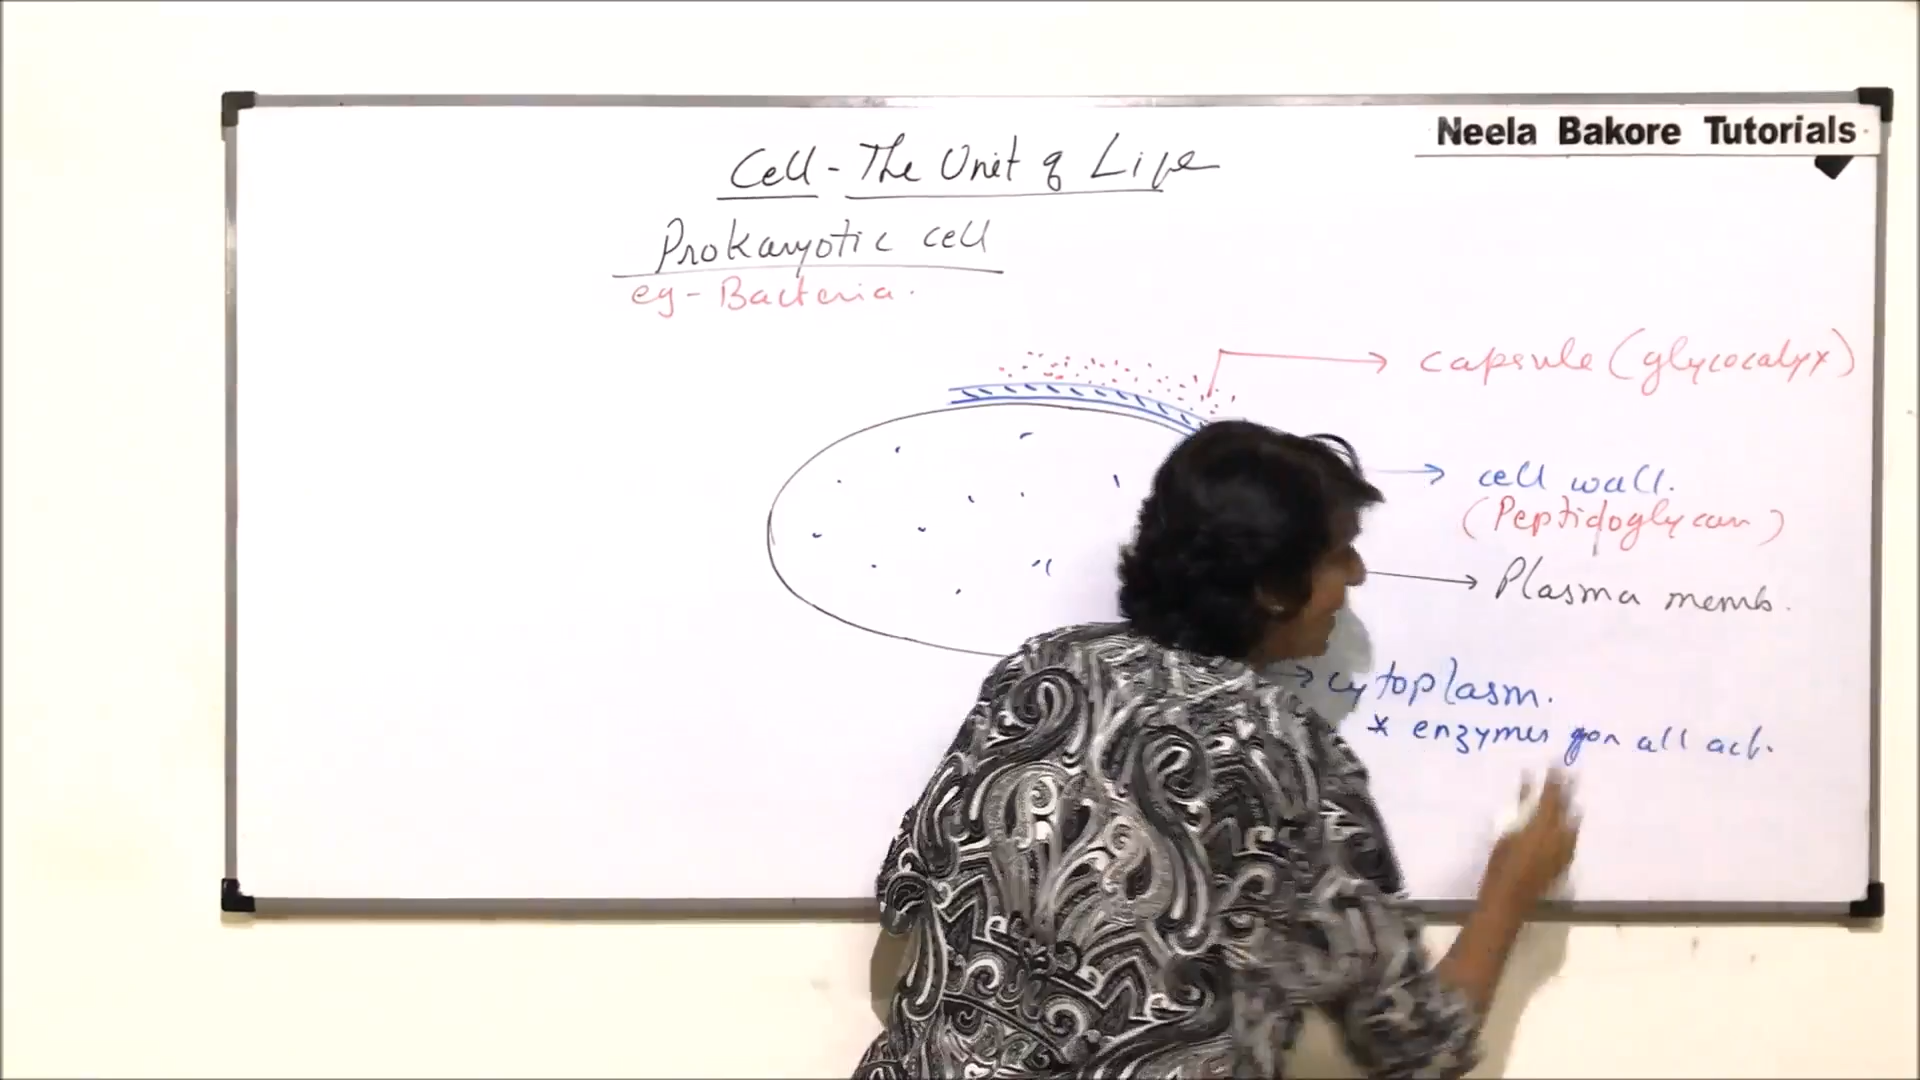 Neela Bakore Tutorials
Cell - The Unit of Life
Prokaryotic cell
eg - Bacteria.
capsule (glycocalyx)
cell wall.
(Peptidoglycan)
Plasma memb.
cytoplasm.
* enzymes for all act.